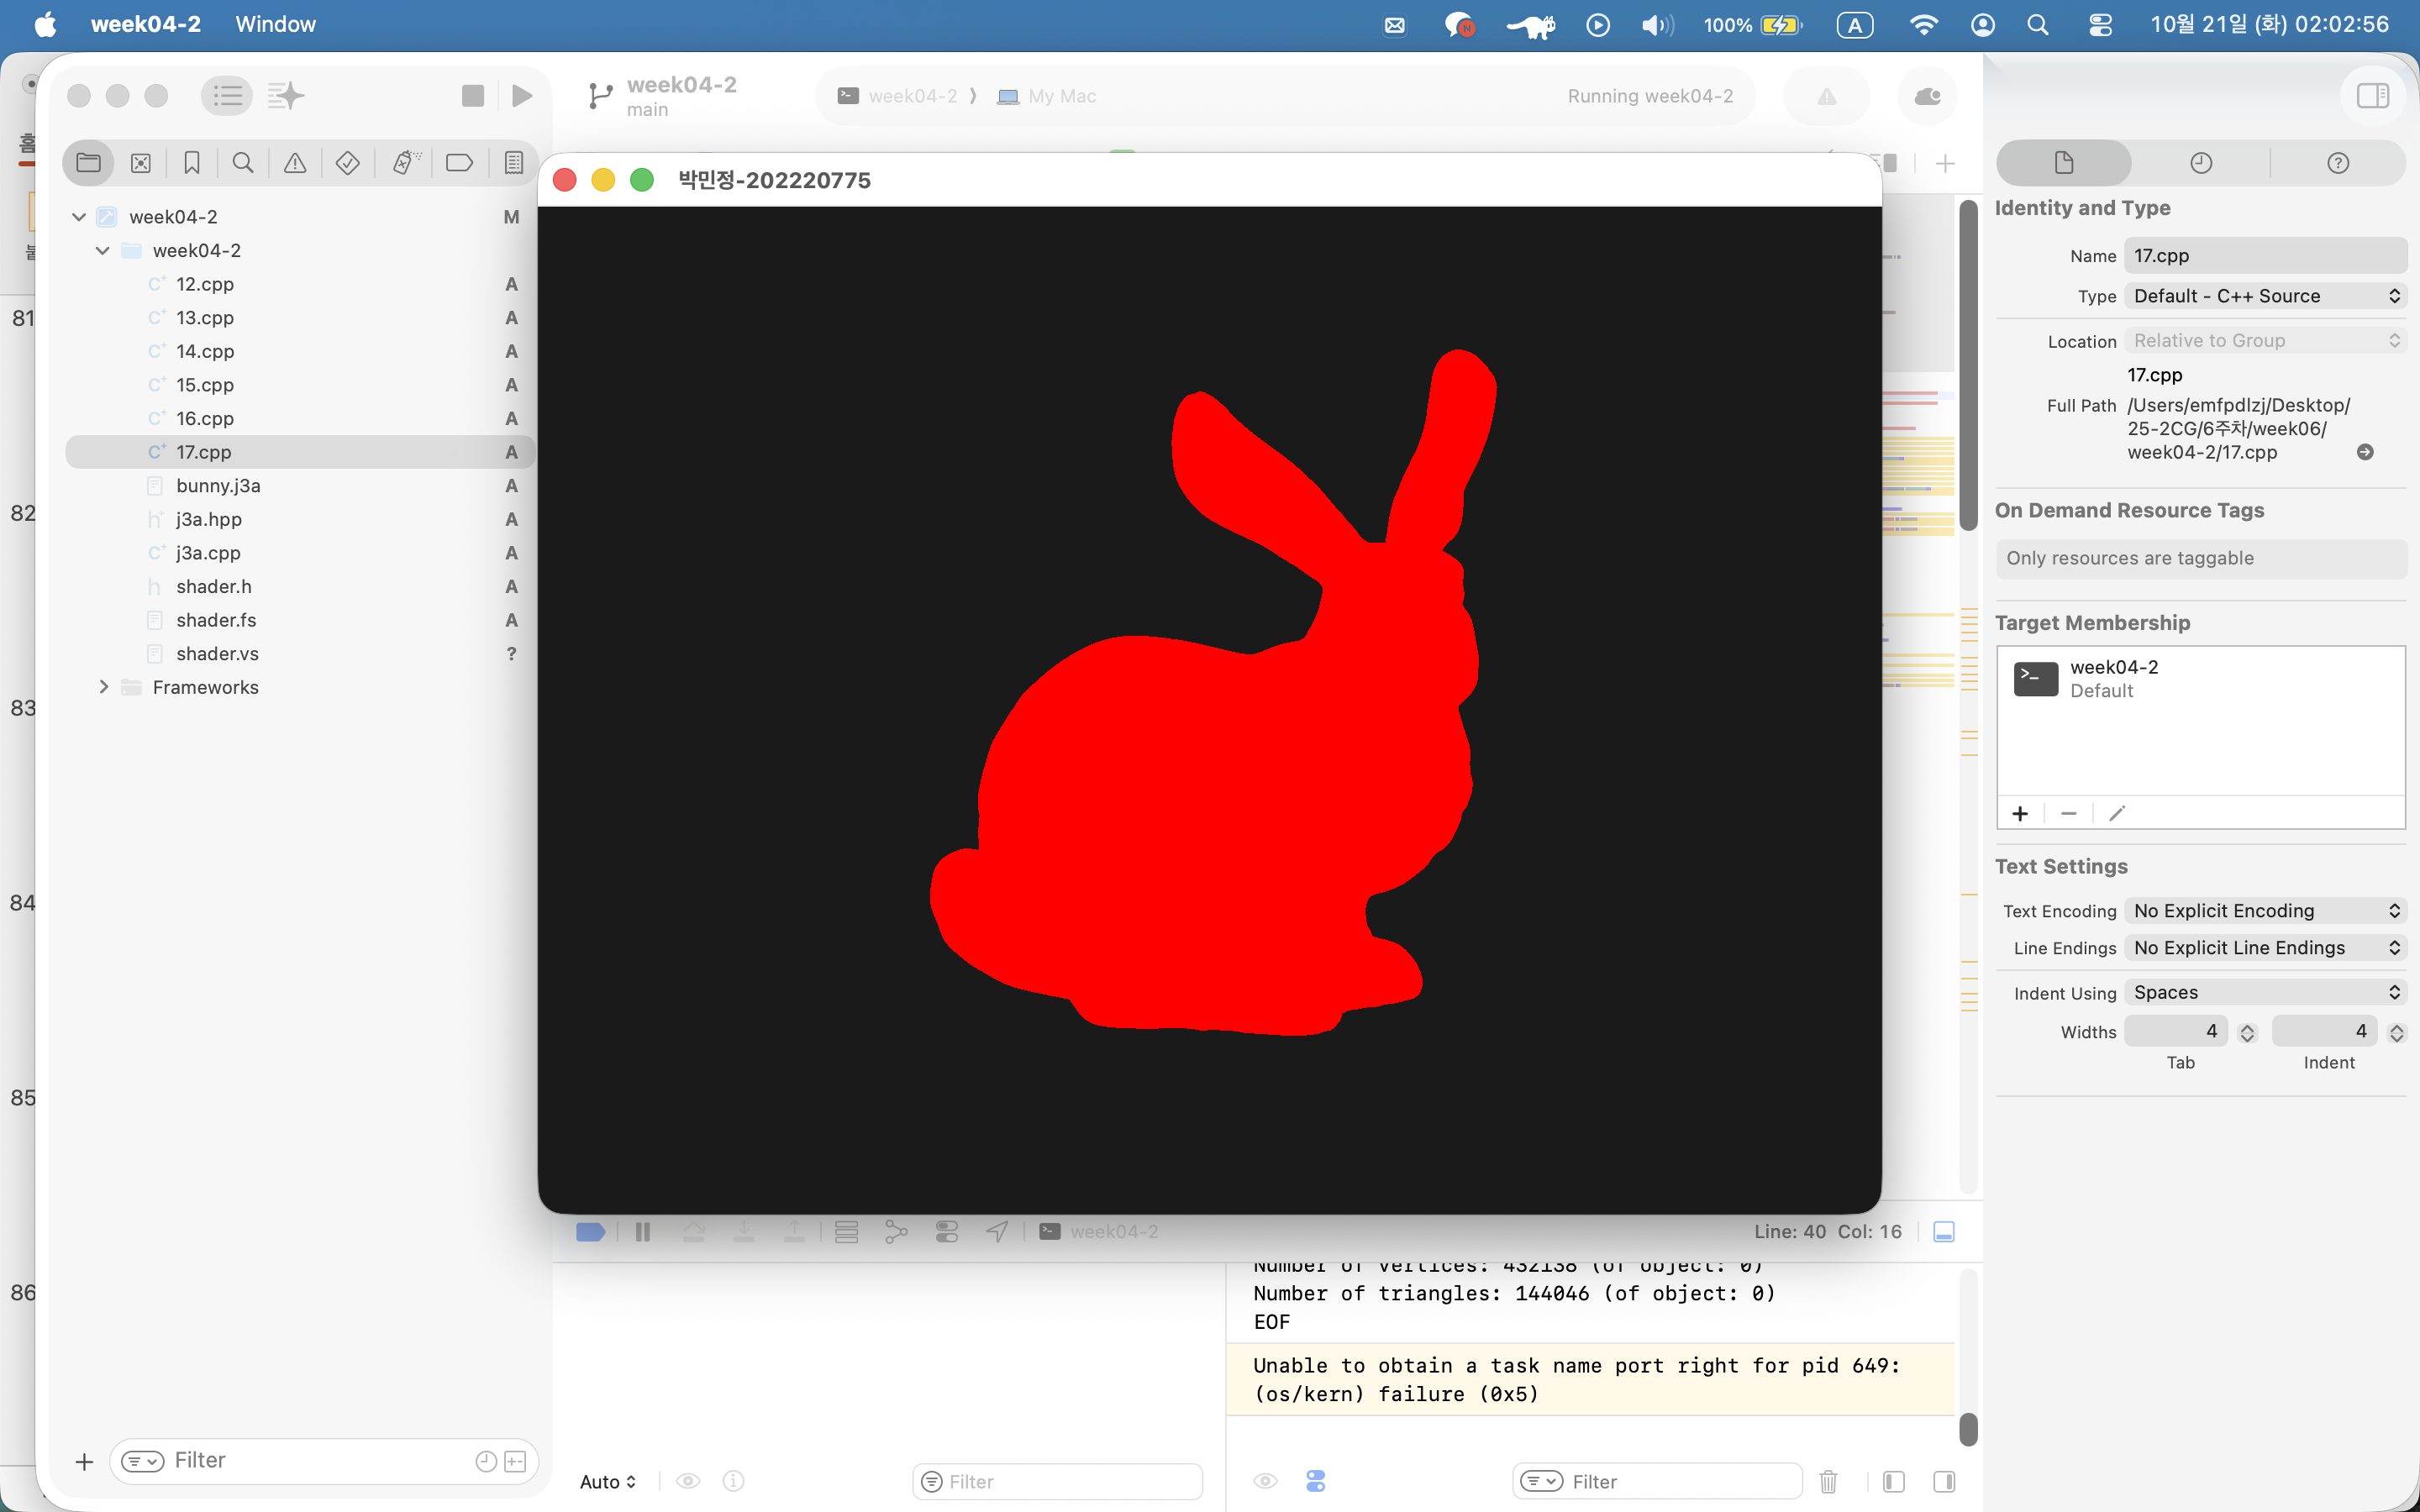 week04-2 Window
100% A 10월 21일 (화) 02:02:56
week04-2
main
week04-2 ⟩ My Mac
Running week04-2
홈
81
82
83
84
85
86
week04-2 M
week04-2
12.cpp A
13.cpp A
14.cpp A
15.cpp A
16.cpp A
17.cpp A
bunny.j3a A
j3a.hpp A
j3a.cpp A
shader.h A
shader.fs A
shader.vs ?
Frameworks
Filter
박민정-202220775
week04-2
Line: 40 Col: 16
Number of vertices: 432138 (of object: 0)
Number of triangles: 144046 (of object: 0)
EOF
Unable to obtain a task name port right for pid 649:
(os/kern) failure (0x5)
Auto
Filter
Filter
Identity and Type
Name 17.cpp
Type Default - C++ Source
Location Relative to Group
17.cpp
Full Path /Users/emfpdlzj/Desktop/
25-2CG/6주차/week06/
week04-2/17.cpp
On Demand Resource Tags
Only resources are taggable
Target Membership
week04-2
Default
Text Settings
Text Encoding No Explicit Encoding
Line Endings No Explicit Line Endings
Indent Using Spaces
Widths 4 4
Tab Indent